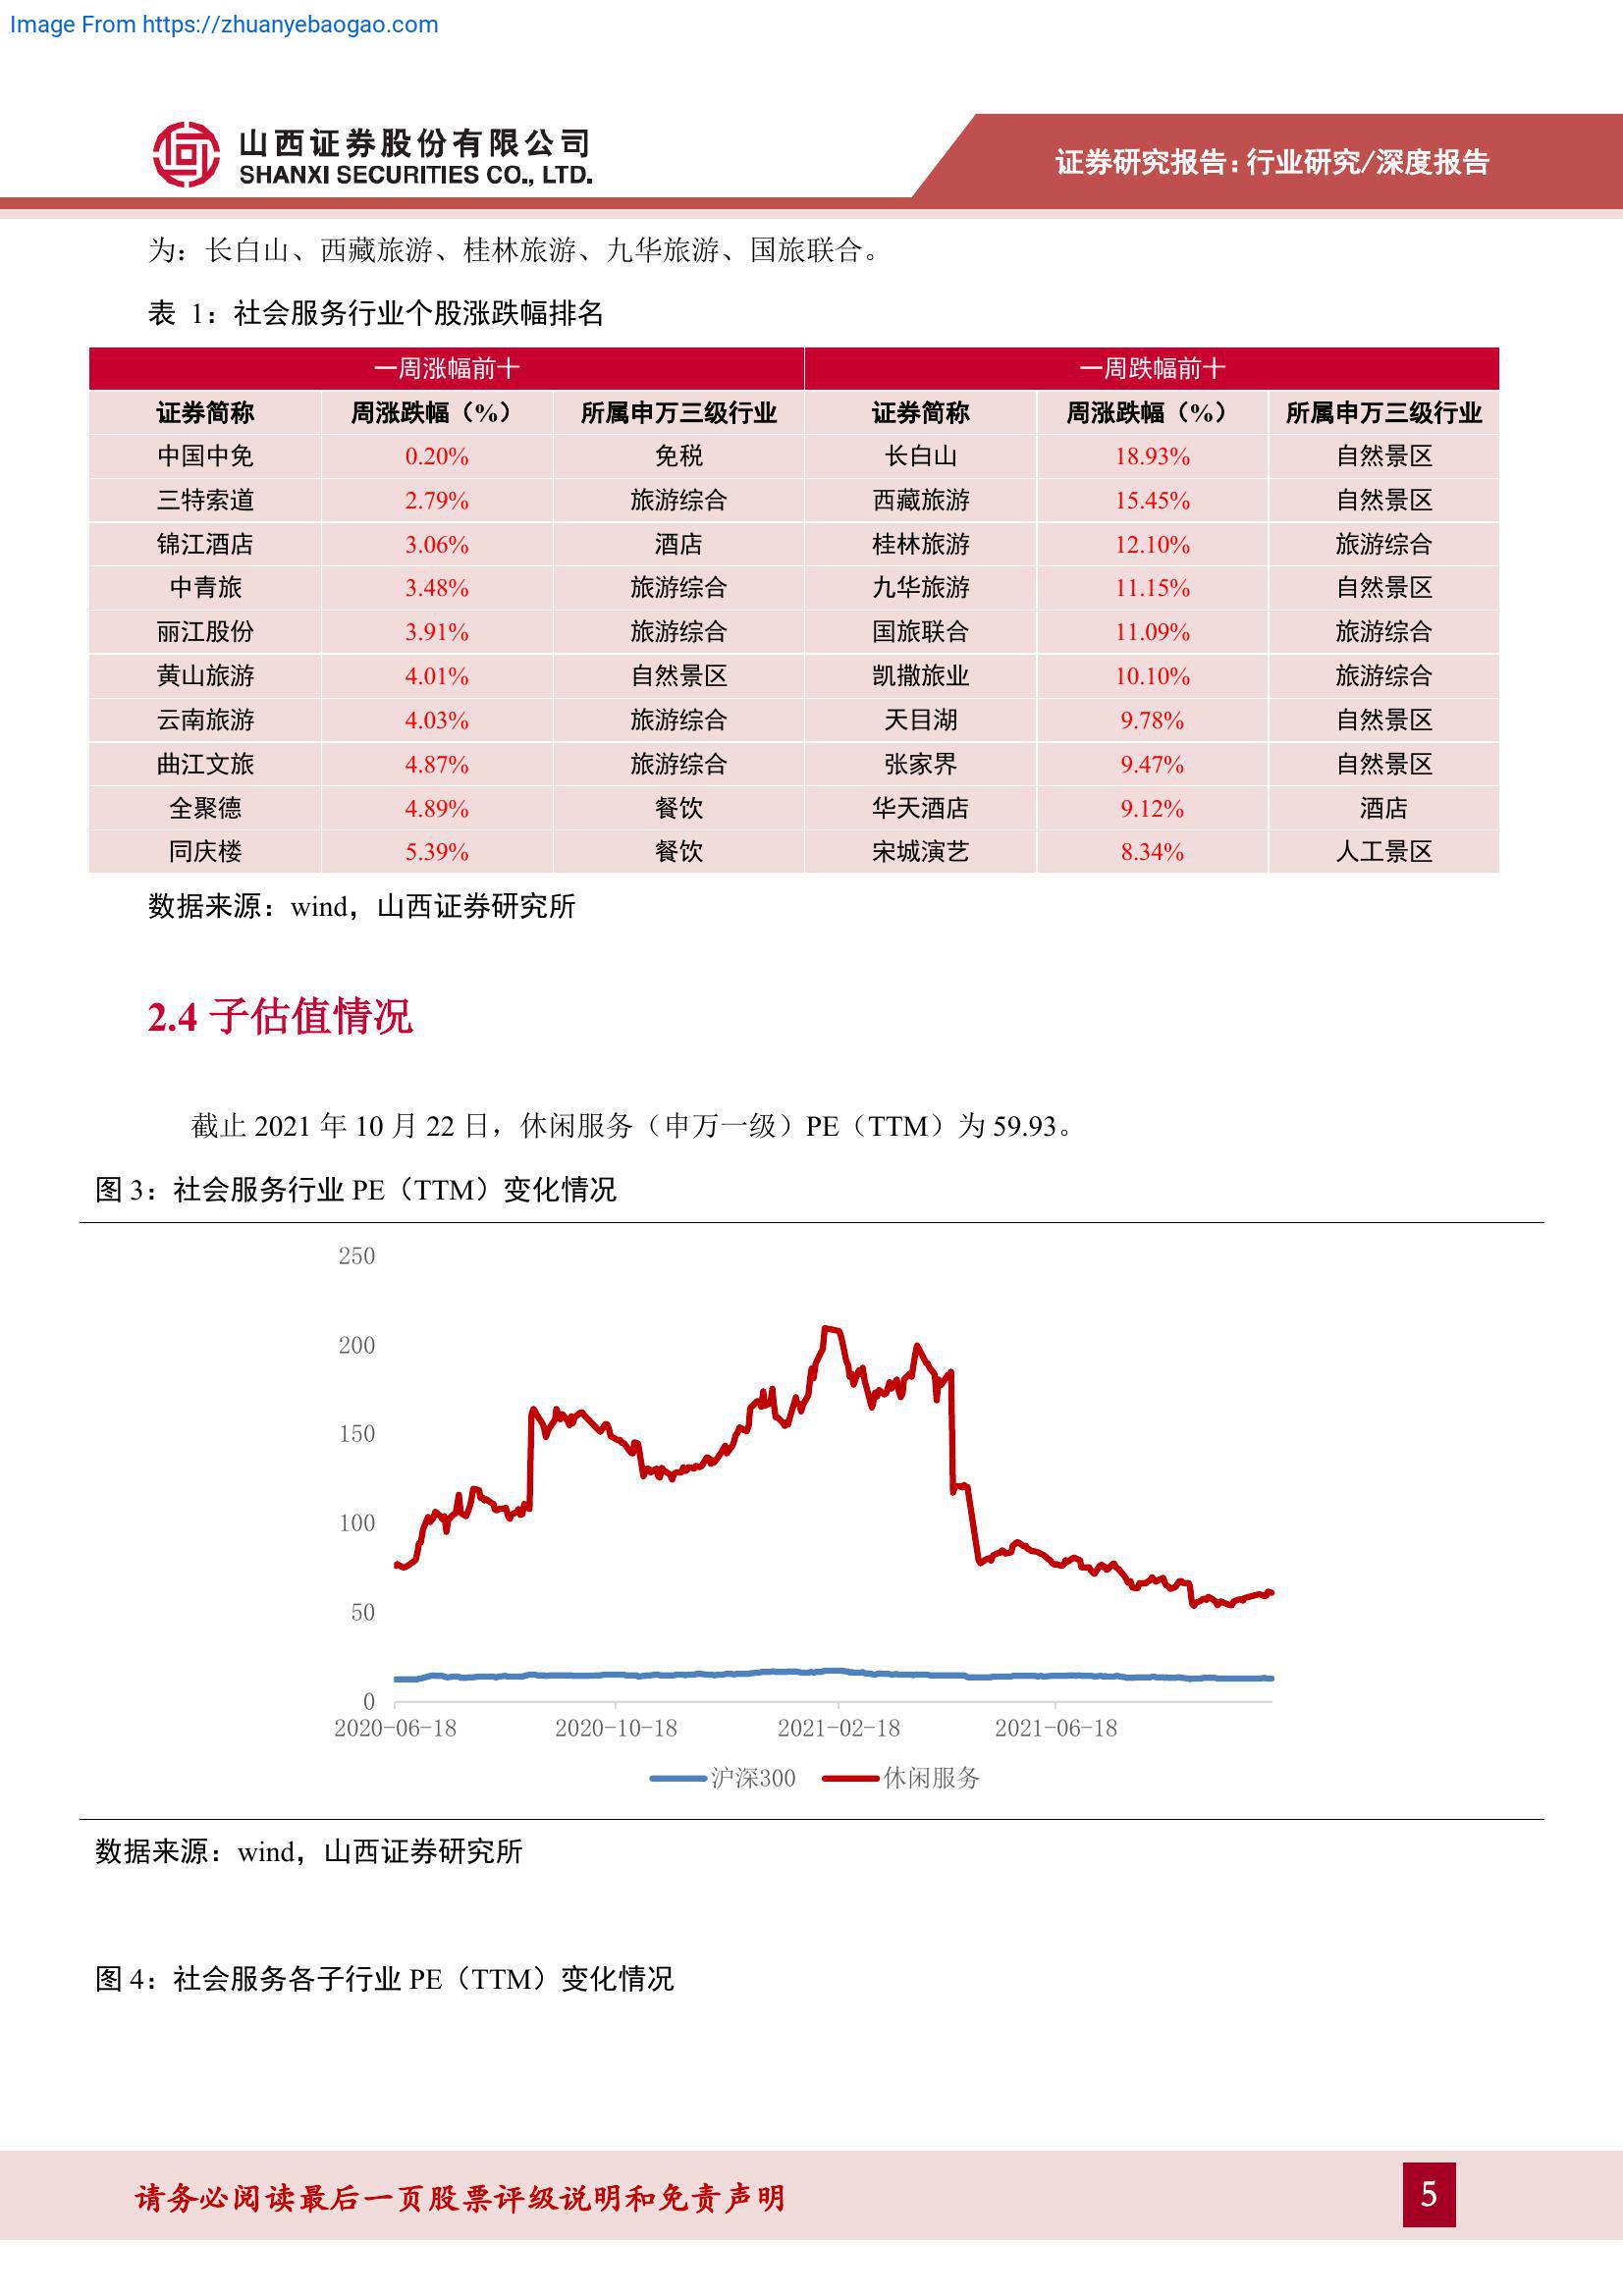 Image From https://zhuanyebaogao.com
山西证券股份有限公司
SHANXI SECURITIES CO., LTD.
证券研究报告:行业研究/深度报告
为：长白山、西藏旅游、桂林旅游、九华旅游、国旅联合。
表 1：社会服务行业个股涨跌幅排名
一周涨幅前十 一周跌幅前十
证券简称 周涨跌幅（%） 所属申万三级行业 证券简称 周涨跌幅（%） 所属申万三级行业
中国中免 0.20% 免税 长白山 18.93% 自然景区
三特索道 2.79% 旅游综合 西藏旅游 15.45% 自然景区
锦江酒店 3.06% 酒店 桂林旅游 12.10% 旅游综合
中青旅 3.48% 旅游综合 九华旅游 11.15% 自然景区
丽江股份 3.91% 旅游综合 国旅联合 11.09% 旅游综合
黄山旅游 4.01% 自然景区 凯撒旅业 10.10% 旅游综合
云南旅游 4.03% 旅游综合 天目湖 9.78% 自然景区
曲江文旅 4.87% 旅游综合 张家界 9.47% 自然景区
全聚德 4.89% 餐饮 华天酒店 9.12% 酒店
同庆楼 5.39% 餐饮 宋城演艺 8.34% 人工景区
数据来源：wind，山西证券研究所
2.4 子估值情况
截止 2021 年 10 月 22 日，休闲服务（申万一级）PE（TTM）为 59.93。
图 3：社会服务行业 PE（TTM）变化情况
250
200
150
100
50
0
2020-06-18 2020-10-18 2021-02-18 2021-06-18
沪深300 休闲服务
数据来源：wind，山西证券研究所
图 4：社会服务各子行业 PE（TTM）变化情况
请务必阅读最后一页股票评级说明和免责声明
5